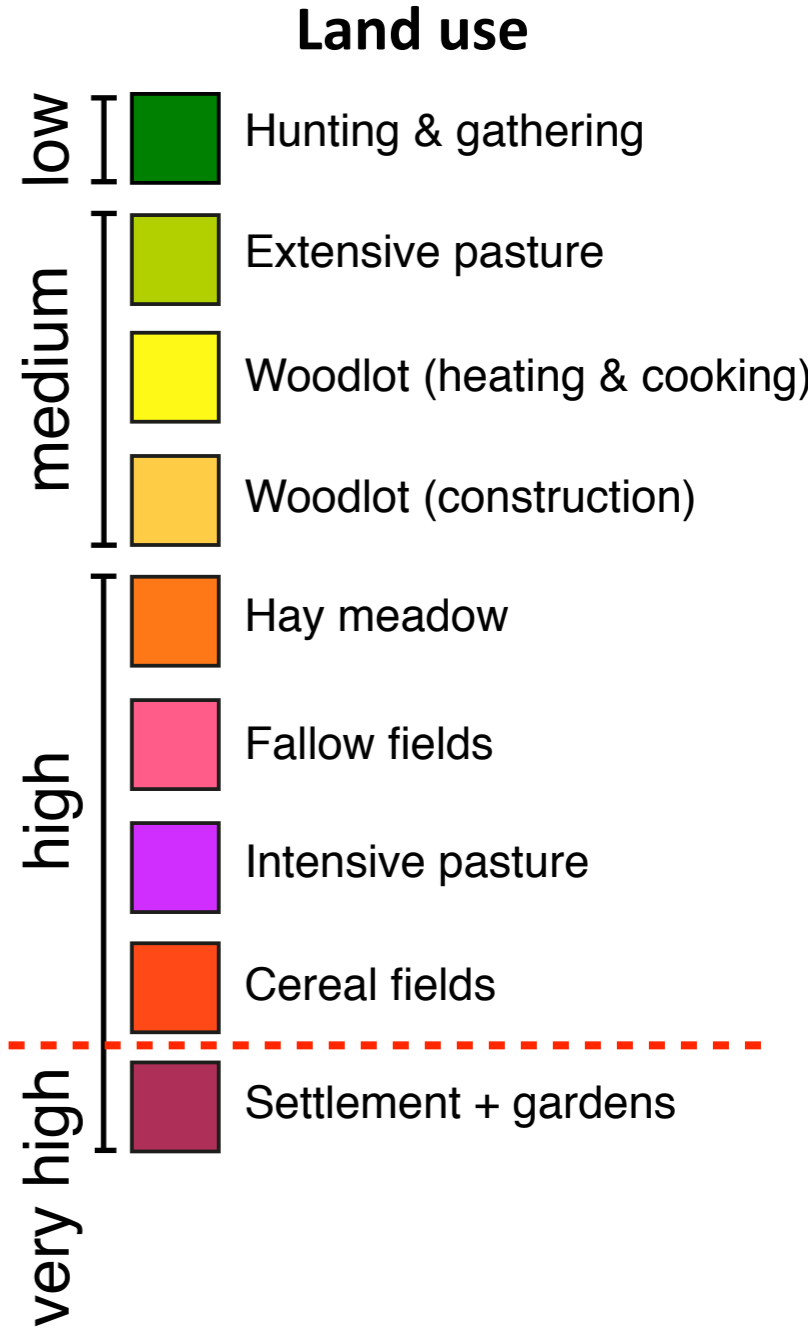 Land use
low
Hunting & gathering
medium
Extensive pasture
Woodlot (heating & cooking)
Woodlot (construction)
high
Hay meadow
Fallow fields
Intensive pasture
Cereal fields
very high
Settlement + gardens